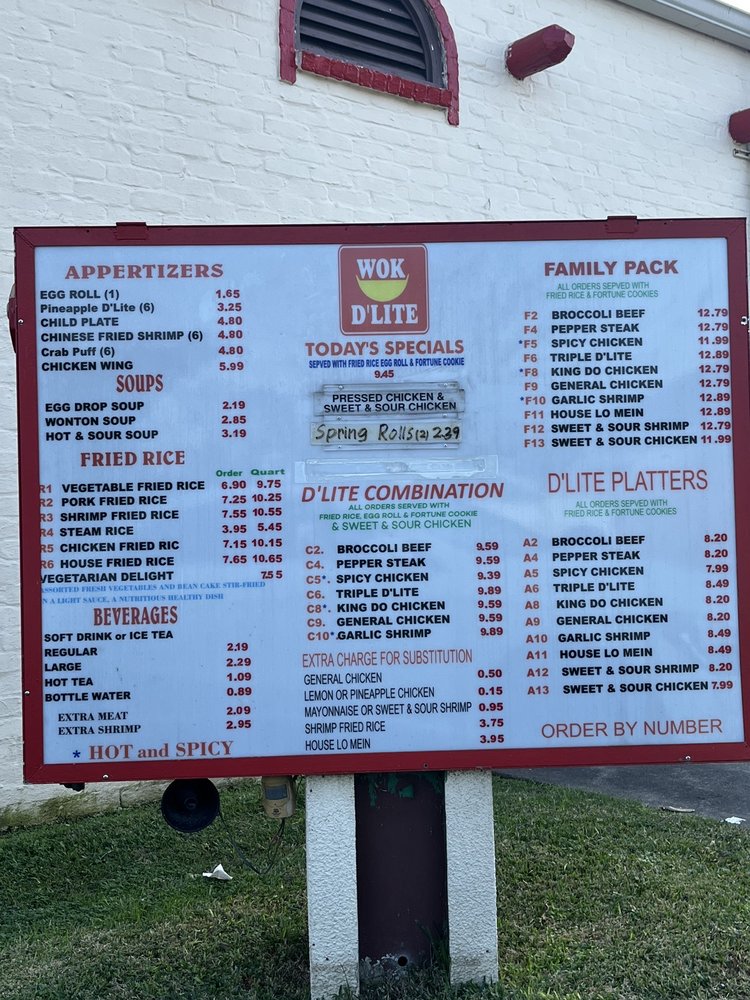 APPERTIZERS
EGG ROLL (1) 1.65
Pineapple D'Lite (6) 3.25
CHILD PLATE 4.80
CHINESE FRIED SHRIMP (6) 4.80
Crab Puff (6) 4.80
CHICKEN WING 5.99
SOUPS
EGG DROP SOUP 2.19
WONTON SOUP 2.85
HOT & SOUR SOUP 3.19
FRIED RICE
Order Quart
R1 VEGETABLE FRIED RICE 6.90 9.75
R2 PORK FRIED RICE 7.25 10.25
R3 SHRIMP FRIED RICE 7.55 10.55
R4 STEAM RICE 3.95 5.45
R5 CHICKEN FRIED RIC 7.15 10.15
R6 HOUSE FRIED RICE 7.65 10.65
VEGETARIAN DELIGHT 7.55
ASSORTED FRESH VEGETABLES AND BEAN CAKE STIR-FRIED
IN A LIGHT SAUCE, A NUTRITIOUS HEALTHY DISH
BEVERAGES
SOFT DRINK or ICE TEA
REGULAR 2.19
LARGE 2.29
HOT TEA 1.09
BOTTLE WATER 0.89
EXTRA MEAT 2.09
EXTRA SHRIMP 2.95
* HOT and SPICY
WOK
D'LITE
TODAY'S SPECIALS
SERVED WITH FRIED RICE EGG ROLL & FORTUNE COOKIE
9.45
PRESSED CHICKEN &
SWEET & SOUR CHICKEN
Spring Rolls (2) 2.39
D'LITE COMBINATION
ALL ORDERS SERVED WITH
FRIED RICE, EGG ROLL & FORTUNE COOKIE
& SWEET & SOUR CHICKEN
C2. BROCCOLI BEEF 9.59
C4. PEPPER STEAK 9.59
C5*. SPICY CHICKEN 9.39
C6. TRIPLE D'LITE 9.89
C8*. KING DO CHICKEN 9.59
C9. GENERAL CHICKEN 9.59
C10*. GARLIC SHRIMP 9.89
EXTRA CHARGE FOR SUBSTITUTION
GENERAL CHICKEN 0.50
LEMON OR PINEAPPLE CHICKEN 0.15
MAYONNAISE OR SWEET & SOUR SHRIMP 0.95
SHRIMP FRIED RICE 3.75
HOUSE LO MEIN 3.95
FAMILY PACK
ALL ORDERS SEPVED WITH
FRIED RICE & FORTUNE COOKIES
F2 BROCCOLI BEEF 12.79
F4 PEPPER STEAK 12.79
*F5 SPICY CHICKEN 11.99
F6 TRIPLE D'LITE 12.89
*F8 KING DO CHICKEN 12.79
F9 GENERAL CHICKEN 12.79
*F10 GARLIC SHRIMP 12.89
F11 HOUSE LO MEIN 12.89
F12 SWEET & SOUR SHRIMP 12.79
F13 SWEET & SOUR CHICKEN 11.99
D'LITE PLATTERS
ALL ORDERS SERVED WITH
FRIED RICE & FORTUNE COOKIES
A2 BROCCOLI BEEF 8.20
A4 PEPPER STEAK 8.20
A5 SPICY CHICKEN 7.99
A6 TRIPLE D'LITE 8.49
A8 KING DO CHICKEN 8.20
A9 GENERAL CHICKEN 8.20
A10 GARLIC SHRIMP 8.49
A11 HOUSE LO MEIN 8.49
A12 SWEET & SOUR SHRIMP 8.20
A13 SWEET & SOUR CHICKEN 7.99
ORDER BY NUMBER